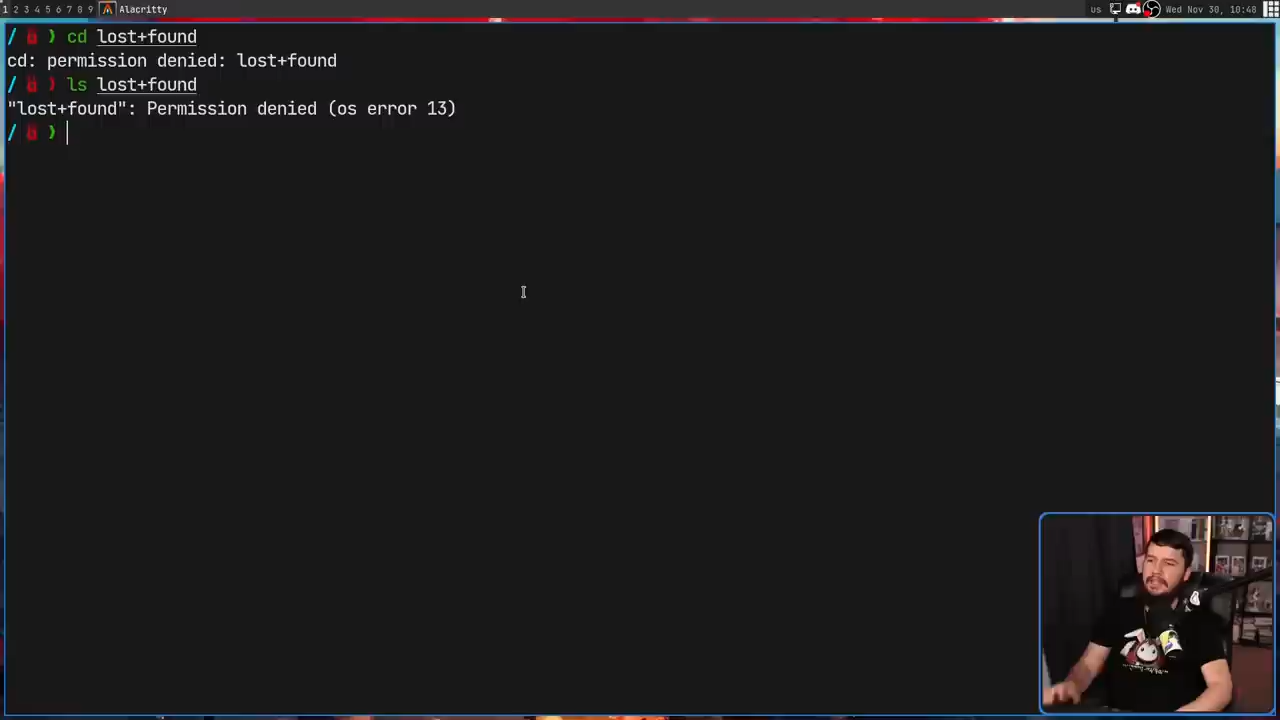 1 2 3 4 5 6 7 8 9 Alacritty us Wed Nov 30, 10:48
/ ❯ cd lost+found
cd: permission denied: lost+found
/ ❯ ls lost+found
"lost+found": Permission denied (os error 13)
/ ❯